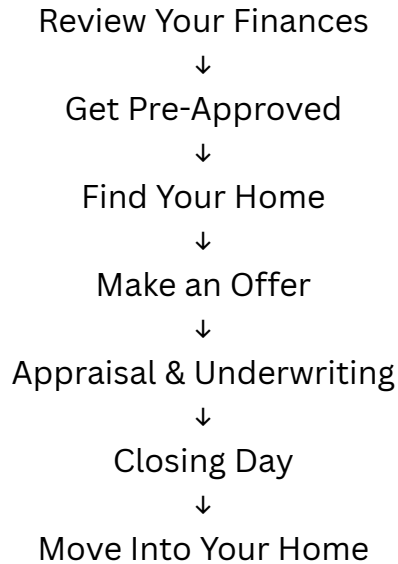 Review Your Finances
↓
Get Pre-Approved
↓
Find Your Home
↓
Make an Offer
↓
Appraisal & Underwriting
↓
Closing Day
↓
Move Into Your Home